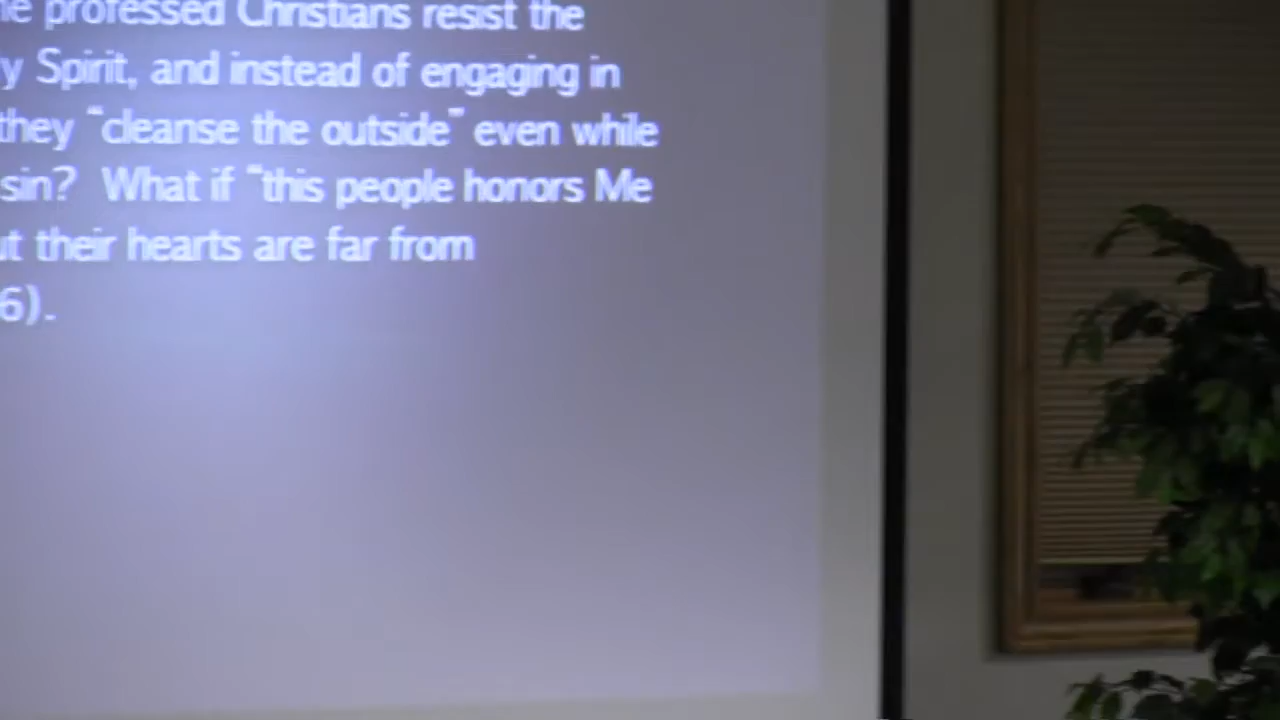 professed Christians resist the
Spirit, and instead of engaging in
they “cleanse the outside” even while
sin? What if “this people honors Me
their hearts are far from
6).